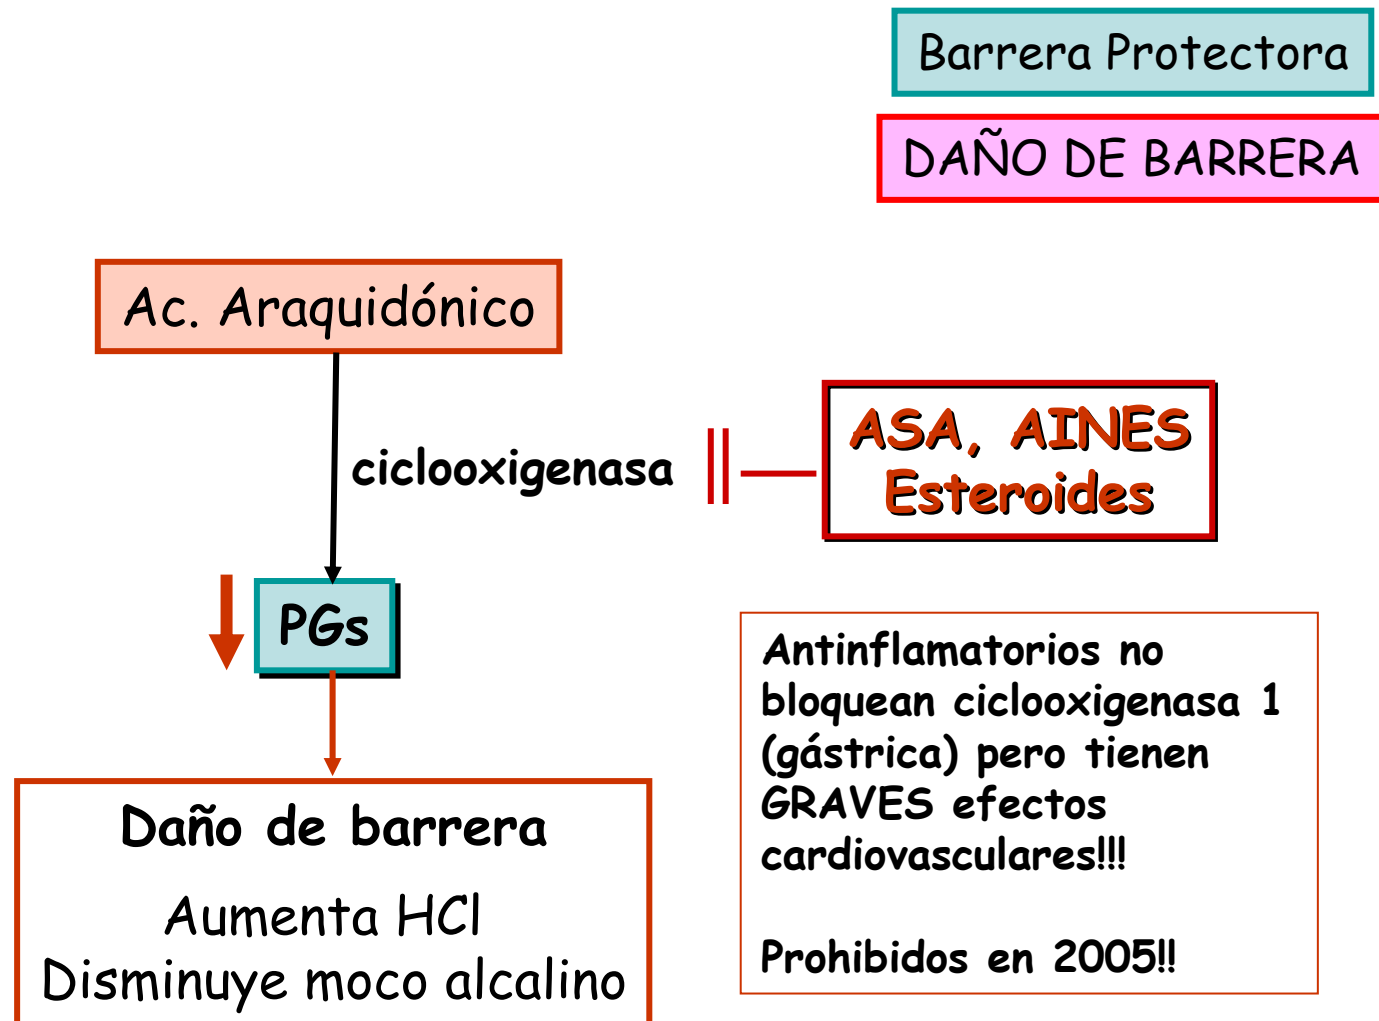 Barrera Protectora
DAÑO DE BARRERA
Ac. Araquidónico
ciclooxigenasa
ASA, AINES
Esteroides
PGs
Daño de barrera
Aumenta HCl
Disminuye moco alcalino
Antinflamatorios no
bloquean ciclooxigenasa 1
(gástrica) pero tienen
GRAVES efectos
cardiovasculares!!!
Prohibidos en 2005!!